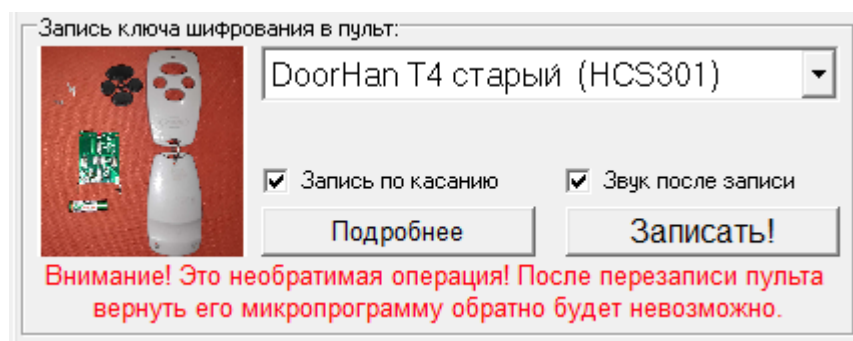 Запись ключа шифрования в пульт:
DoorHan T4 старый (HCS301)
Запись по касанию
Звук после записи
Подробнее
Записать!
Внимание! Это необратимая операция! После перезаписи пульта
вернуть его микропрограмму обратно будет невозможно.